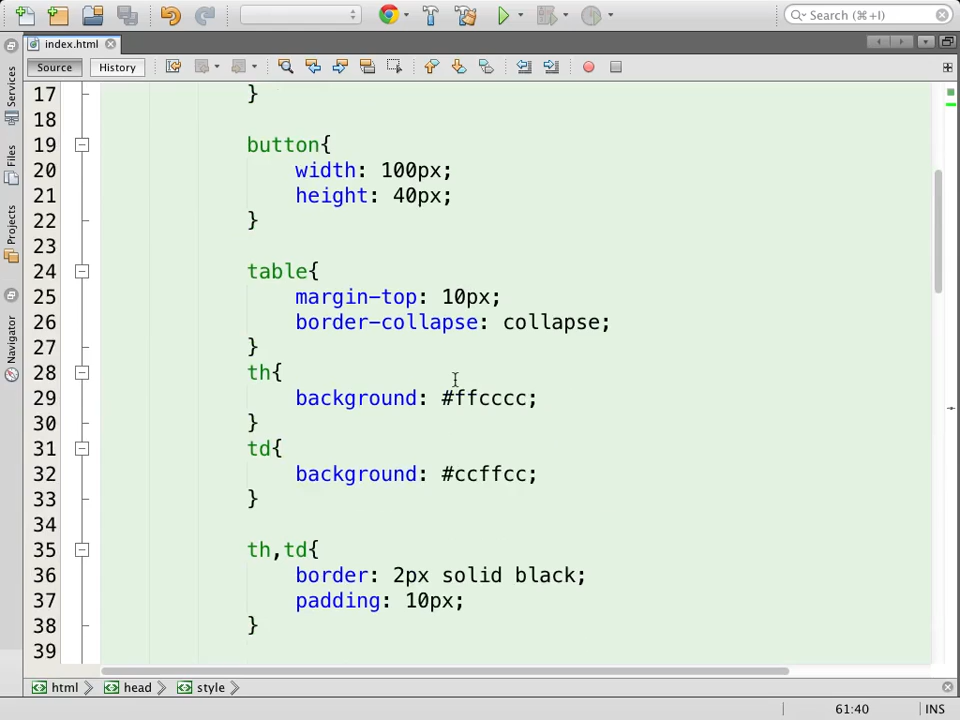 Search (⌘+I)
index.html
Source
History
Services
Files
Projects
Navigator
17 }
18
19 button{
20 width: 100px;
21 height: 40px;
22 }
23
24 table{
25 margin-top: 10px;
26 border-collapse: collapse;
27 }
28 th{
29 background: #ffcccc;
30 }
31 td{
32 background: #ccffcc;
33 }
34
35 th,td{
36 border: 2px solid black;
37 padding: 10px;
38 }
39
html head style
61:40 INS